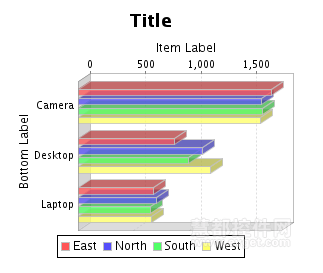 Title
Item Label
0 500 1,000 1,500
Bottom Label
Camera
Desktop
Laptop
East North South West